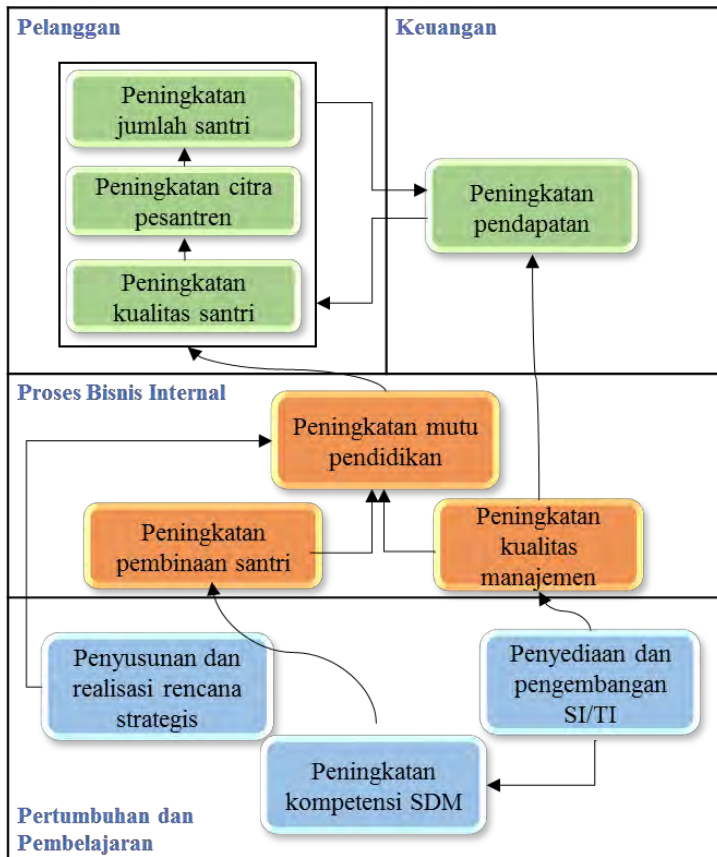 Pelanggan
Peningkatan
jumlah santri
Peningkatan citra
pesantren
Peningkatan
kualitas santri
Keuangan
Peningkatan
pendapatan
Proses Bisnis Internal
Peningkatan mutu
pendidikan
Peningkatan
pembinaan santri
Peningkatan
kualitas
manajemen
Penyusunan dan
realisasi rencana
strategis
Penyediaan dan
pengembangan
SI/TI
Peningkatan
kompetensi SDM
Pertumbuhan dan
Pembelajaran